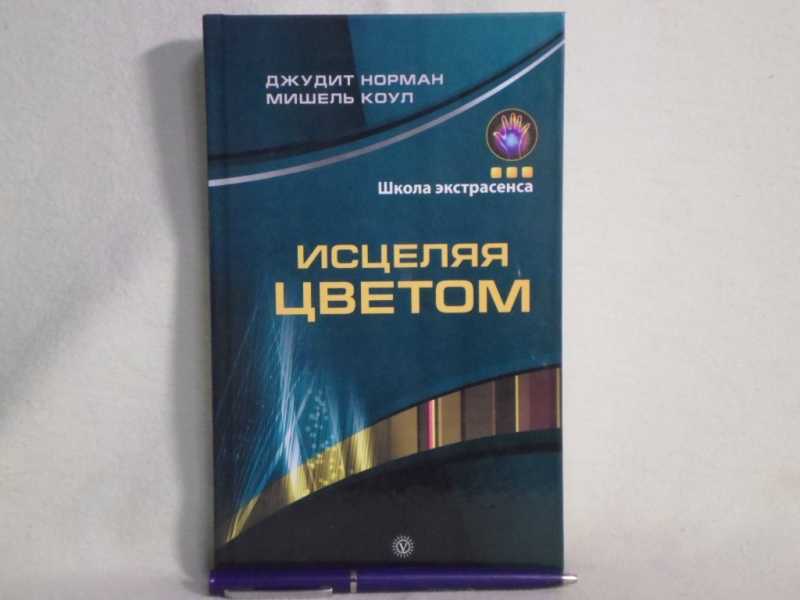 ДЖУДИТ НОРМАН
МИШЕЛЬ КОУЛ
Школа экстрасенса
ИСЦЕЛЯЯ
ЦВЕТОМ
V